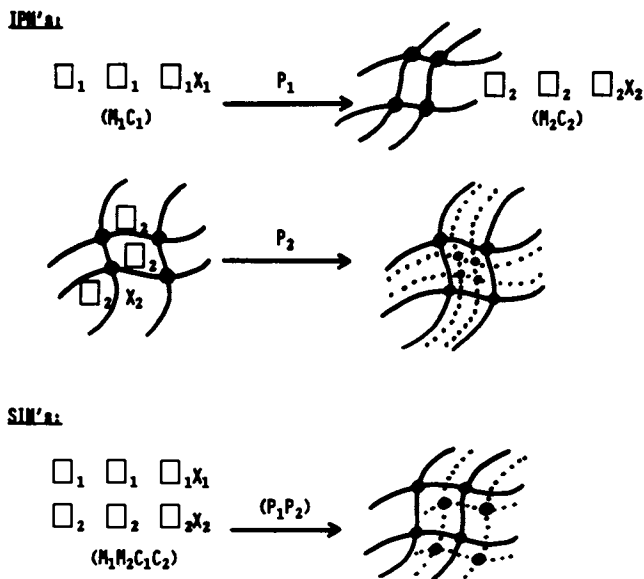 IPN's:
□₁ □₁ □₁X₁
(M₁C₁)
P₁
□₂ □₂ □₂X₂
(M₂C₂)
□₂
□₂
□₂ X₂
P₂
SIN's:
□₁ □₁ □₁X₁
□₂ □₂ □₂X₂
(M₁M₂C₁C₂)
(P₁P₂)